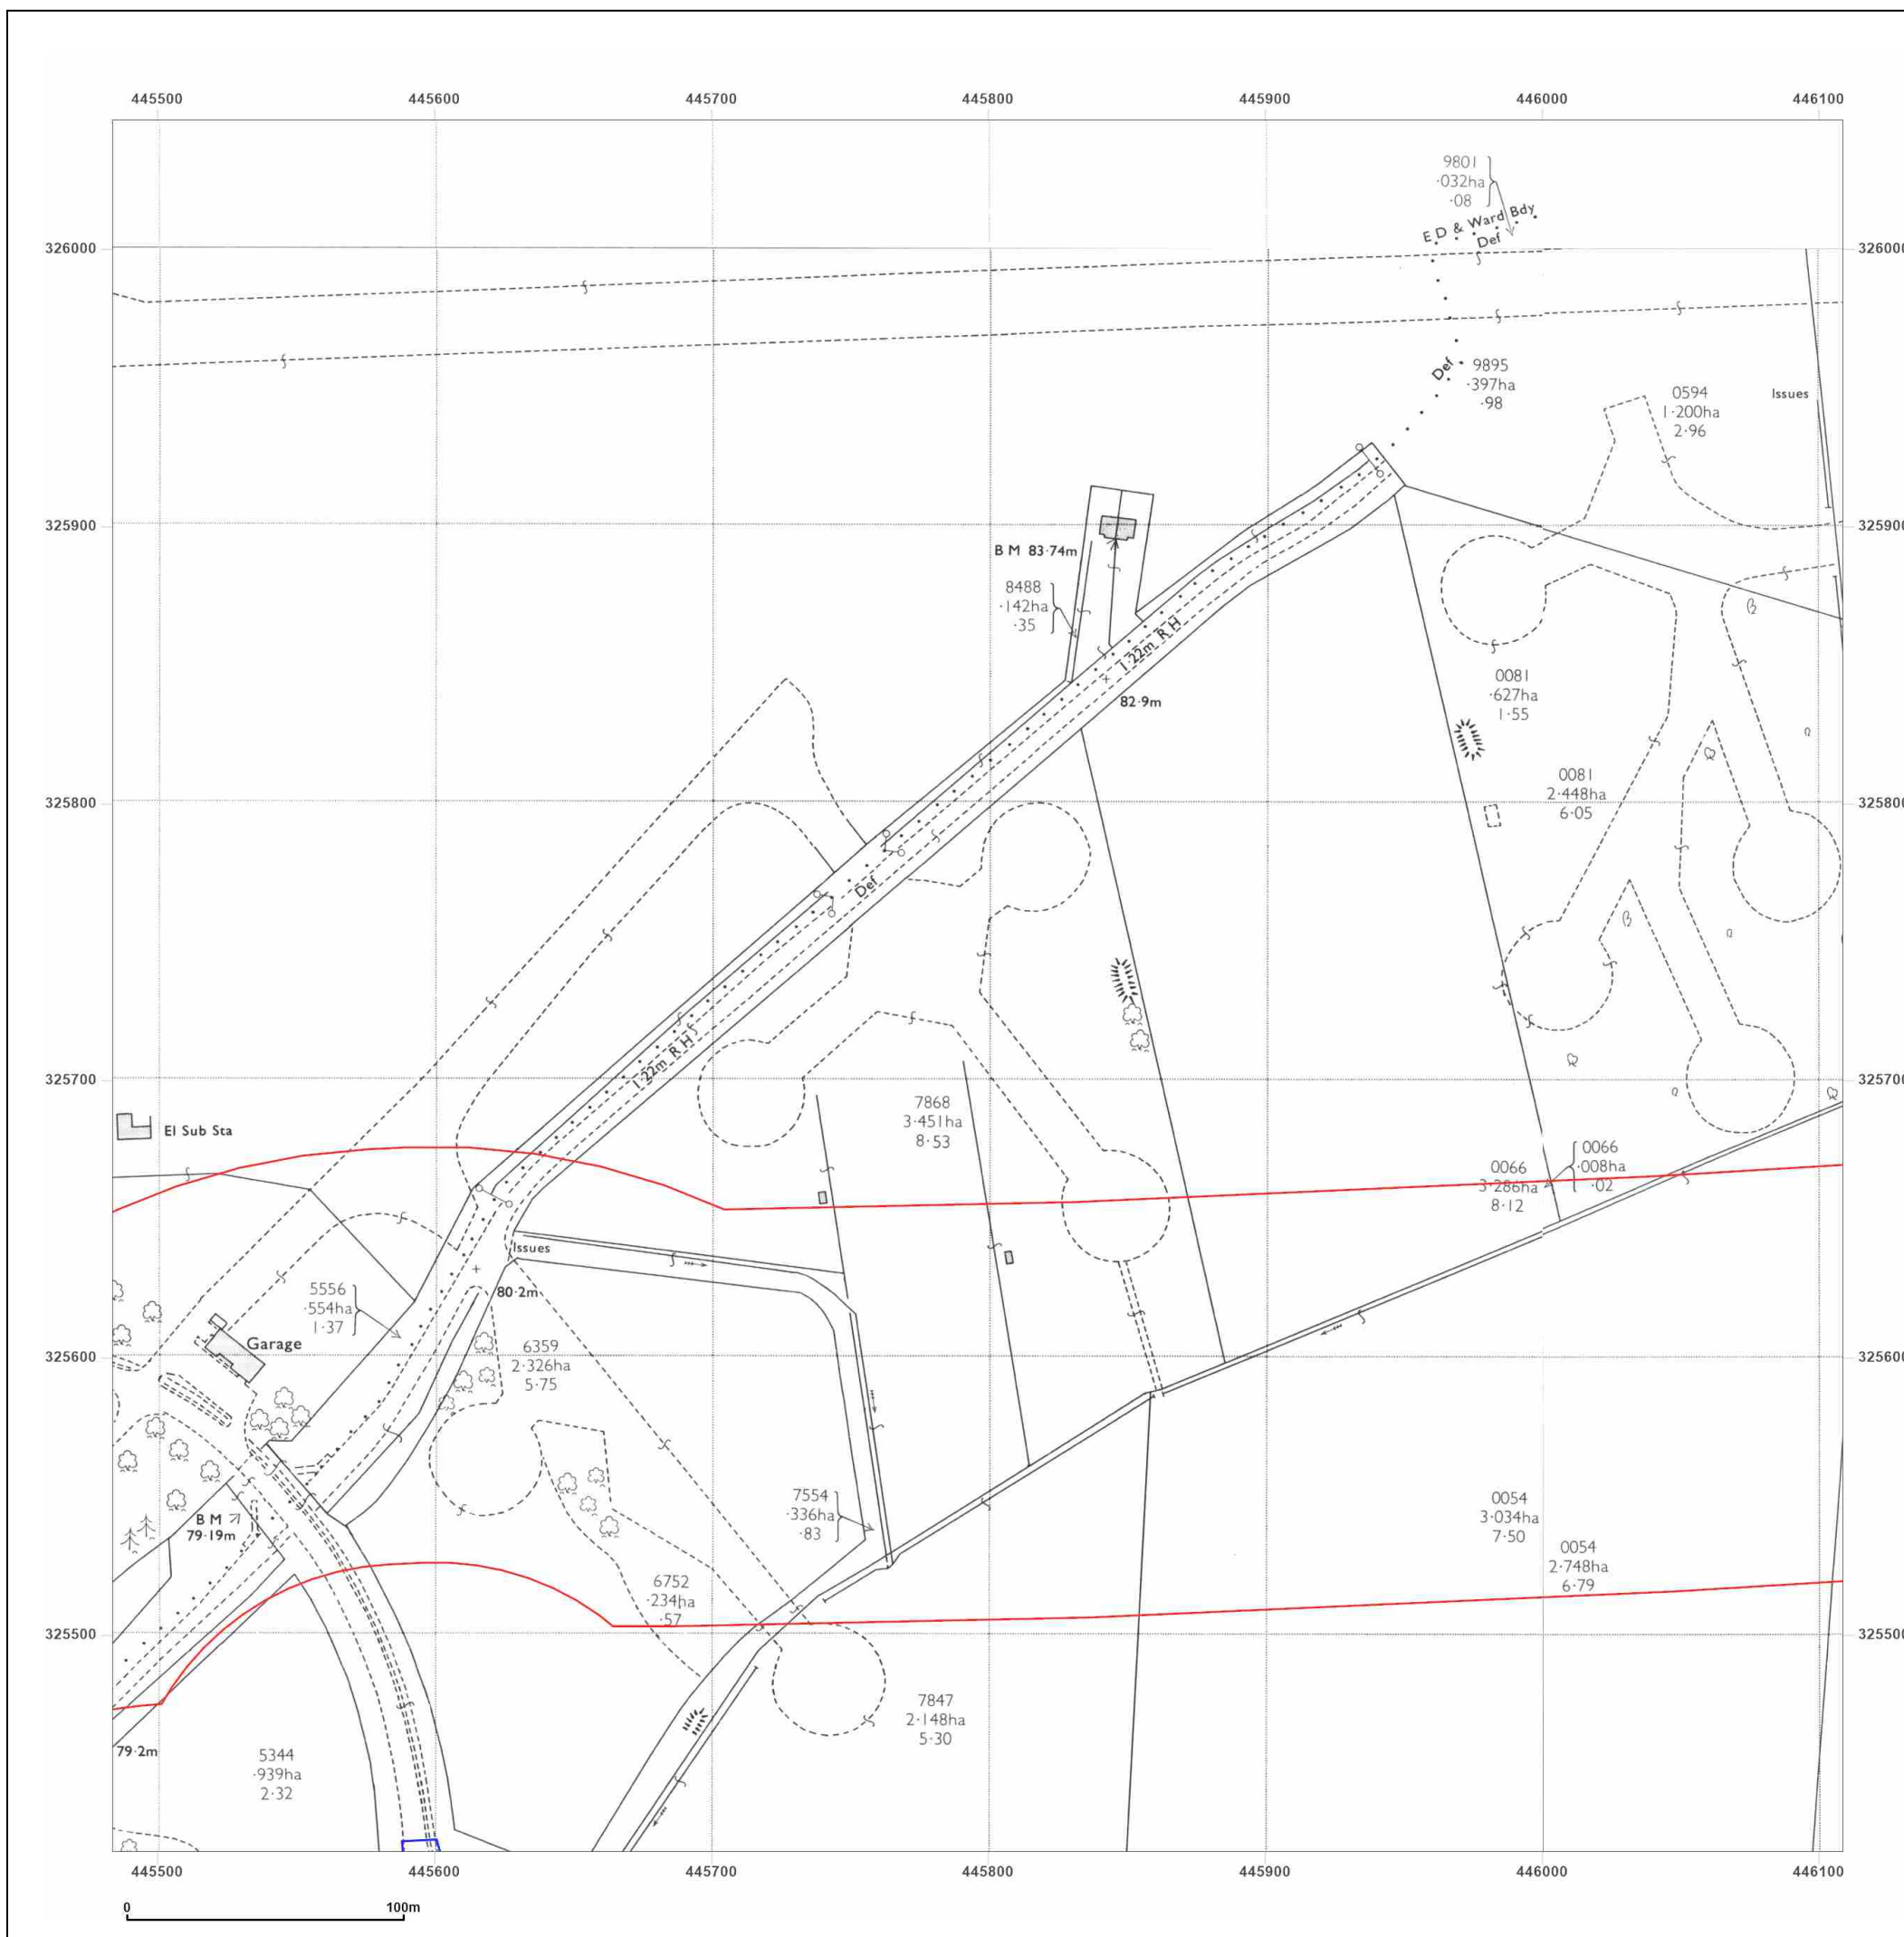 445500 445600 445700 445800 445900 446000 446100
9801
·032ha
·08
E D & Ward Bdy
Def
326000 326000
Def
9895
·397ha
·98
0594
1·200ha
2·96
Issues
325900 325900
B M 83·74m
8488
·142ha
·35
1·22m R H
82·9m
0081
·627ha
1·55
0081
2·448ha
6·05
325800 325800
Def
1·22m R H
325700 325700
El Sub Sta
7868
3·451ha
8·53
0066
·008ha
·02
0066
3·286ha
8·12
Issues
80·2m
5556
·554ha
1·37
Garage
6359
2·326ha
5·75
325600 325600
B M
79·19m
7554
·336ha
·83
0054
3·034ha
7·50
0054
2·748ha
6·79
6752
·234ha
·57
325500 325500
7847
2·148ha
5·30
79·2m
5344
·939ha
2·32
445500 445600 445700 445800 445900 446000 446100
0 100m